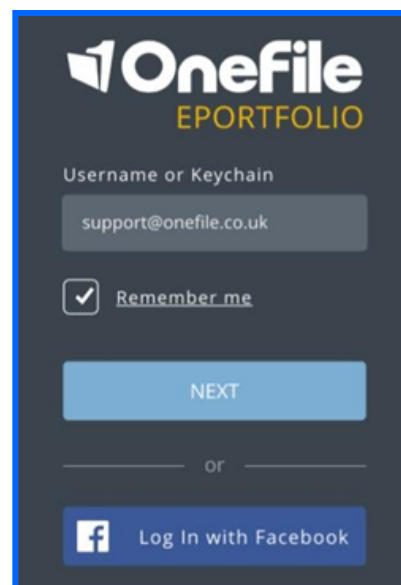 OneFile
EPORTFOLIO
Username or Keychain
support@onefile.co.uk
Remember me
NEXT
or
Log In with Facebook